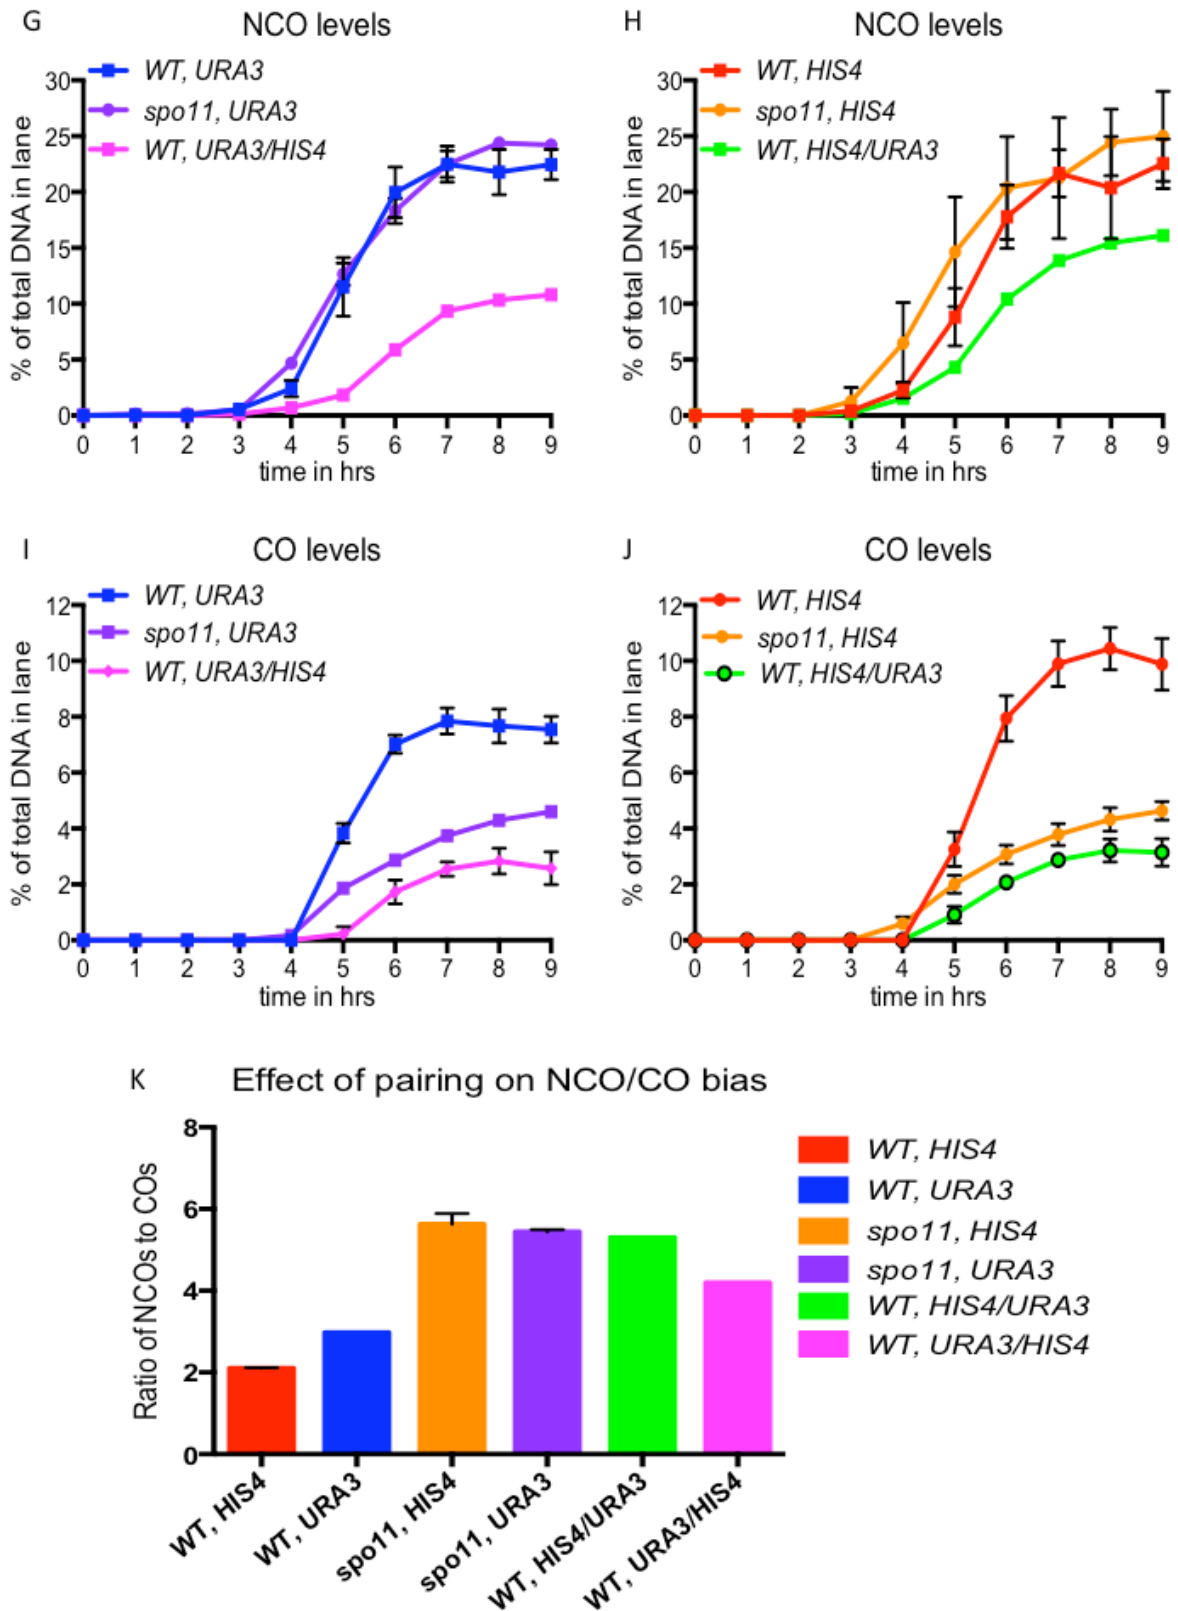 G
NCO levels
WT, URA3
spo11, URA3
WT, URA3/HIS4
% of total DNA in lane
30
25
20
15
10
5
0
0 1 2 3 4 5 6 7 8 9
time in hrs
H
NCO levels
WT, HIS4
spo11, HIS4
WT, HIS4/URA3
% of total DNA in lane
30
25
20
15
10
5
0
0 1 2 3 4 5 6 7 8 9
time in hrs
I
CO levels
WT, URA3
spo11, URA3
WT, URA3/HIS4
% of total DNA in lane
12
10
8
6
4
2
0
0 1 2 3 4 5 6 7 8 9
time in hrs
J
CO levels
WT, HIS4
spo11, HIS4
WT, HIS4/URA3
% of total DNA in lane
12
10
8
6
4
2
0
0 1 2 3 4 5 6 7 8 9
time in hrs
K
Effect of pairing on NCO/CO bias
Ratio of NCOs to COs
8
6
4
2
0
WT, HIS4
WT, URA3
spo11, HIS4
spo11, URA3
WT, HIS4/URA3
WT, URA3/HIS4
WT, HIS4
WT, URA3
spo11, HIS4
spo11, URA3
WT, HIS4/URA3
WT, URA3/HIS4